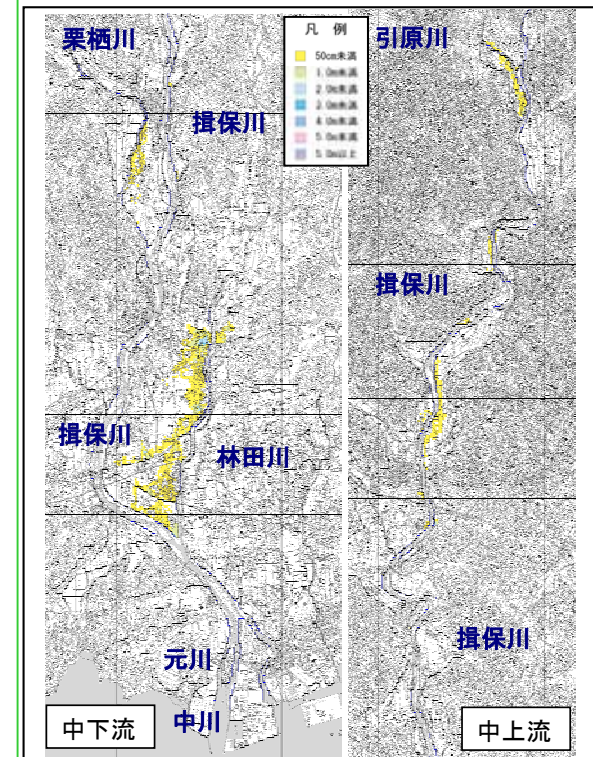 栗栖川
揖保川
揖保川
林田川
元川
中川
中下流
凡 例
50cm未満
1.0m未満
2.0m未満
3.0m未満
4.0m未満
5.0m未満
5.0m以上
引原川
揖保川
揖保川
中上流